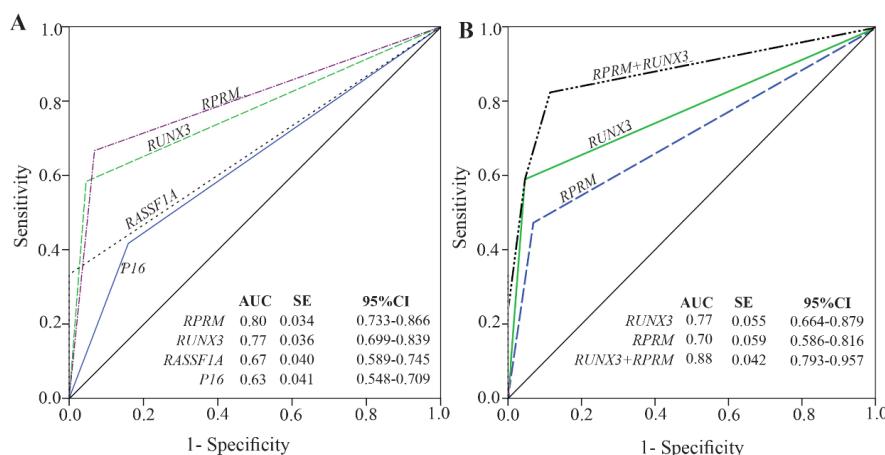 A
1.0
0.8
0.6
0.4
0.2
0.0
Sensitivity
RPRM
RUNX3
RASSF1A
P16
AUC SE 95%CI
RPRM 0.80 0.034 0.733-0.866
RUNX3 0.77 0.036 0.699-0.839
RASSF1A 0.67 0.040 0.589-0.745
P16 0.63 0.041 0.548-0.709
0.0 0.2 0.4 0.6 0.8 1.0
1- Specificity
B
1.0
0.8
0.6
0.4
0.2
0.0
Sensitivity
RPRM+RUNX3
RUNX3
RPRM
AUC SE 95%CI
RUNX3 0.77 0.055 0.664-0.879
RPRM 0.70 0.059 0.586-0.816
RUNX3+RPRM 0.88 0.042 0.793-0.957
0.0 0.2 0.4 0.6 0.8 1.0
1- Specificity